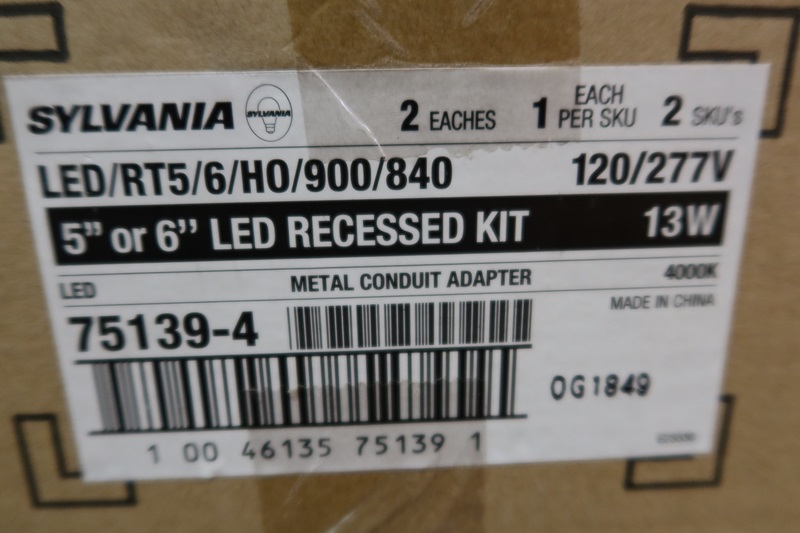 SYLVANIA SYLVANIA 2 EACHES 1 EACH PER SKU 2 SKU's
LED/RT5/6/HO/900/840 120/277V
5" or 6'' LED RECESSED KIT 13W
LED METAL CONDUIT ADAPTER 4000K
MADE IN CHINA
75139-4
OG1849
1 00 46135 75139 1